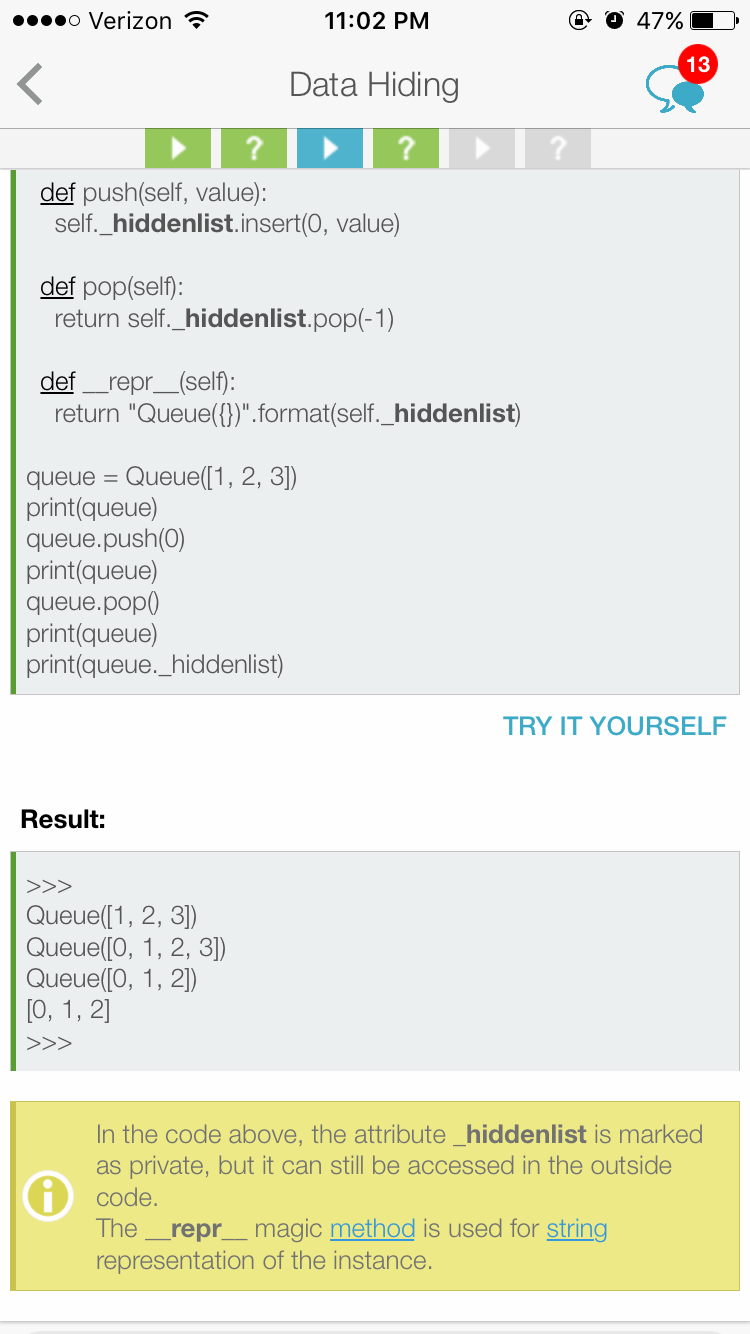 Verizon 11:02 PM 47%
Data Hiding
13
? ? ?
def push(self, value):
self._hiddenlist.insert(0, value)
def pop(self):
return self._hiddenlist.pop(-1)
def __repr__(self):
return "Queue({})".format(self._hiddenlist)
queue = Queue([1, 2, 3])
print(queue)
queue.push(0)
print(queue)
queue.pop()
print(queue)
print(queue._hiddenlist)
TRY IT YOURSELF
Result:
>>>
Queue([1, 2, 3])
Queue([0, 1, 2, 3])
Queue([0, 1, 2])
[0, 1, 2]
>>>
In the code above, the attribute _hiddenlist is marked
as private, but it can still be accessed in the outside
code.
The __repr__ magic method is used for string
representation of the instance.